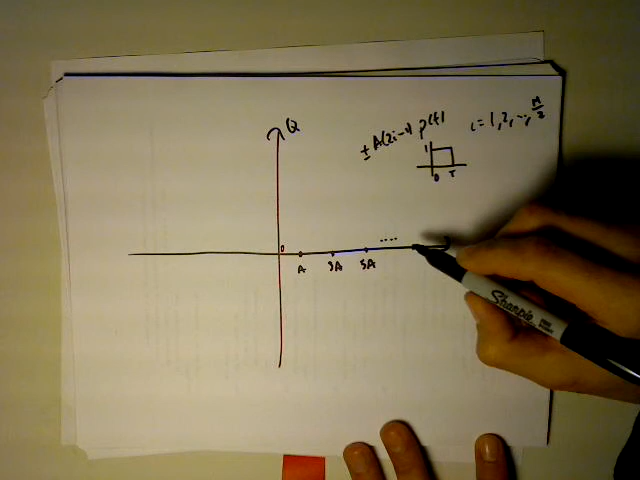 ± A(2i-1) p(t) i = 1, 2, ..., M/2
1
0 T
Q
0
A 3A 5A ....
Sharpie